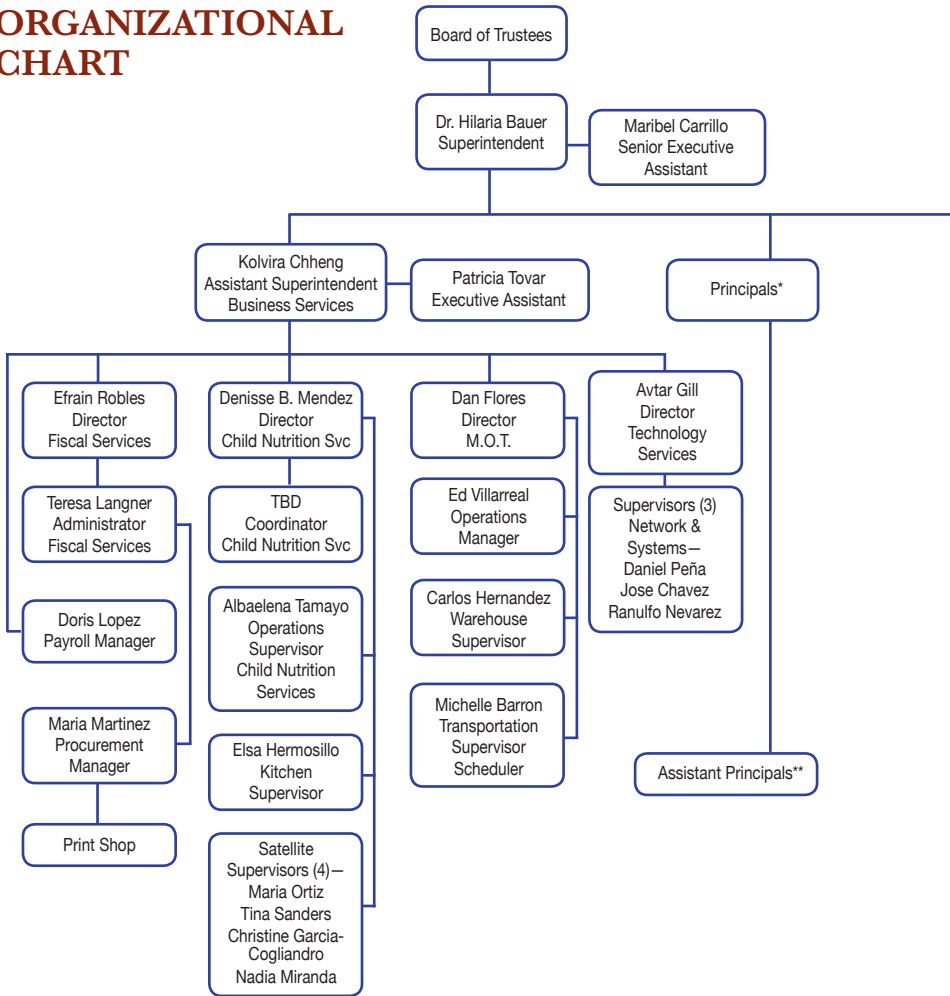 ORGANIZATIONAL
CHART
Board of Trustees
Dr. Hilaria Bauer
Superintendent
Maribel Carrillo
Senior Executive
Assistant
Kolvira Chheng
Assistant Superintendent
Business Services
Patricia Tovar
Executive Assistant
Principals*
Efrain Robles
Director
Fiscal Services
Teresa Langner
Administrator
Fiscal Services
Doris Lopez
Payroll Manager
Maria Martinez
Procurement
Manager
Print Shop
Denisse B. Mendez
Director
Child Nutrition Svc
TBD
Coordinator
Child Nutrition Svc
Albaelena Tamayo
Operations
Supervisor
Child Nutrition
Services
Elsa Hermosillo
Kitchen
Supervisor
Satellite
Supervisors (4)—
Maria Ortiz
Tina Sanders
Christine Garcia-
Cogliandro
Nadia Miranda
Dan Flores
Director
M.O.T.
Ed Villarreal
Operations
Manager
Carlos Hernandez
Warehouse
Supervisor
Michelle Barron
Transportation
Supervisor
Scheduler
Avtar Gill
Director
Technology
Services
Supervisors (3)
Network &
Systems—
Daniel Peña
Jose Chavez
Ranulfo Nevarez
Assistant Principals**